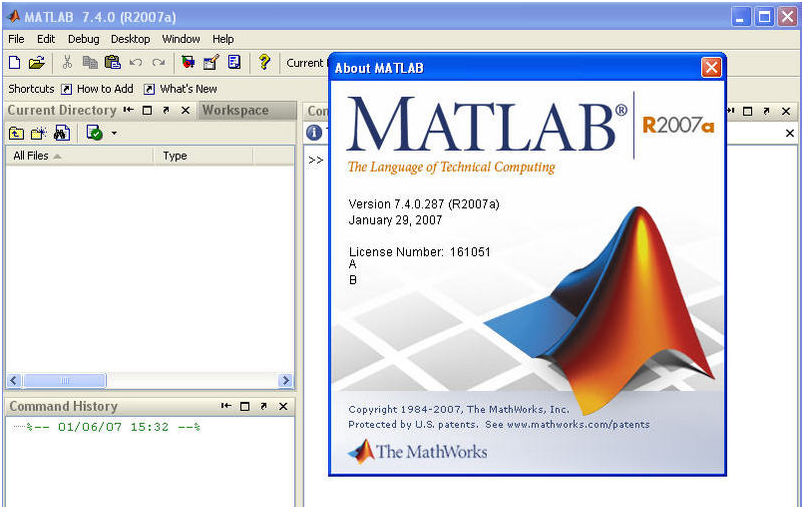 MATLAB 7.4.0 (R2007a)
File Edit Debug Desktop Window Help
Current
Shortcuts How to Add What's New
Current Directory Workspace
All Files Type
>>
Command History
%-- 01/06/07 15:32 --%
About MATLAB
MATLAB® R2007a
The Language of Technical Computing
Version 7.4.0.287 (R2007a)
January 29, 2007
License Number: 161051
A
B
Copyright 1984-2007, The MathWorks, Inc.
Protected by U.S. patents. See www.mathworks.com/patents
The MathWorks